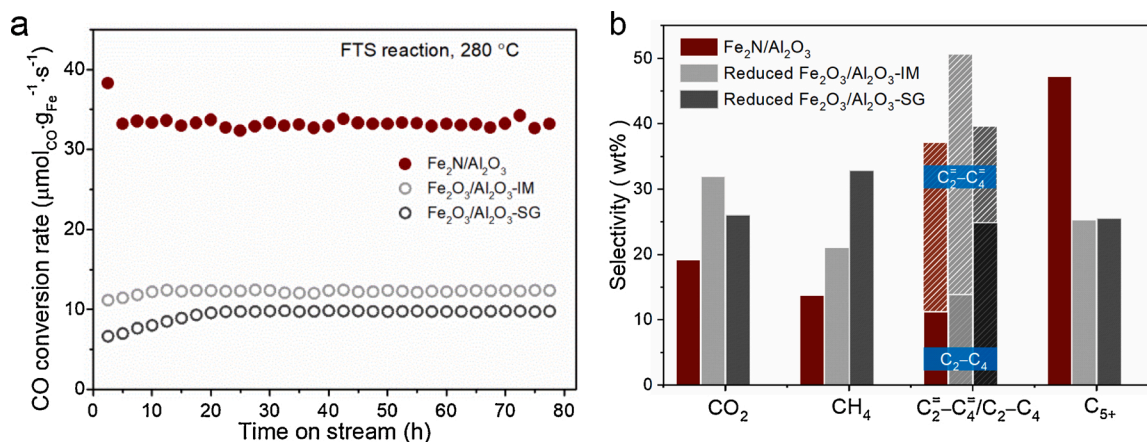 a
FTS reaction, 280 °C
CO conversion rate (μmol_CO·g_Fe⁻¹·s⁻¹)
40
30
20
10
0
Fe₂N/Al₂O₃
Fe₂O₃/Al₂O₃-IM
Fe₂O₃/Al₂O₃-SG
0 10 20 30 40 50 60 70 80
Time on stream (h)
b
Selectivity ( wt%)
50
40
30
20
10
0
Fe₂N/Al₂O₃
Reduced Fe₂O₃/Al₂O₃-IM
Reduced Fe₂O₃/Al₂O₃-SG
C₂⁼–C₄⁼
C₂–C₄
CO₂ CH₄ C₂⁼–C₄⁼/C₂–C₄ C₅₊